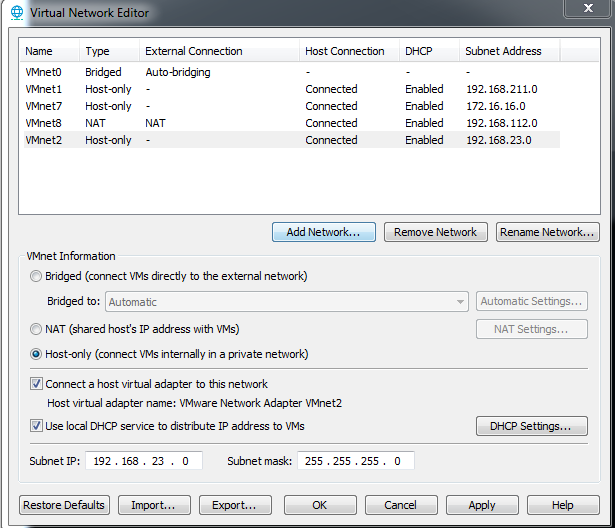 Virtual Network Editor
Name Type External Connection Host Connection DHCP Subnet Address
VMnet0 Bridged Auto-bridging - - -
VMnet1 Host-only - Connected Enabled 192.168.211.0
VMnet7 Host-only - Connected Enabled 172.16.16.0
VMnet8 NAT NAT Connected Enabled 192.168.112.0
VMnet2 Host-only - Connected Enabled 192.168.23.0
Add Network... Remove Network Rename Network...
VMnet Information
Bridged (connect VMs directly to the external network)
Bridged to: Automatic Automatic Settings...
NAT (shared host's IP address with VMs) NAT Settings...
Host-only (connect VMs internally in a private network)
Connect a host virtual adapter to this network
Host virtual adapter name: VMware Network Adapter VMnet2
Use local DHCP service to distribute IP address to VMs DHCP Settings...
Subnet IP: 192 . 168 . 23 . 0 Subnet mask: 255 . 255 . 255 . 0
Restore Defaults Import... Export... OK Cancel Apply Help